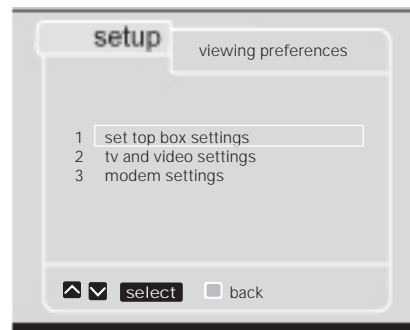 setup
viewing preferences
1 set top box settings
2 tv and video settings
3 modem settings
select back